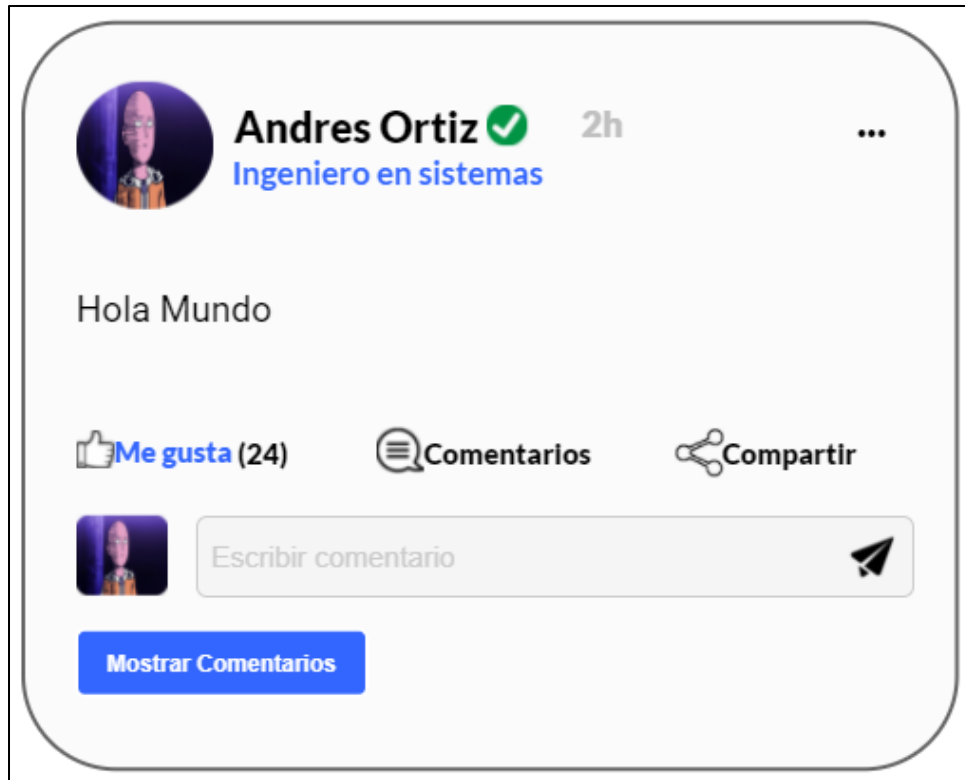 Andres Ortiz 2h ...
Ingeniero en sistemas
Hola Mundo
Me gusta (24) Comentarios Compartir
Escribir comentario
Mostrar Comentarios